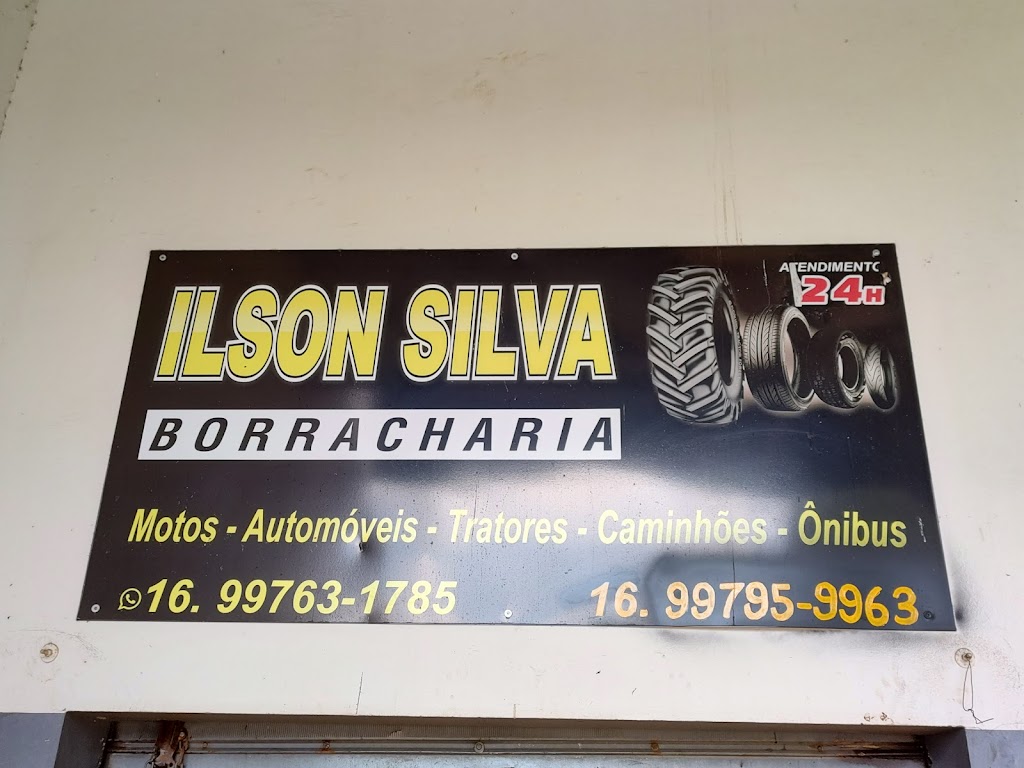 ATENDIMENTO
24H
ILSON SILVA
BORRACHARIA
Motos - Automóveis - Tratores - Caminhões - Ônibus
16. 99763-1785
16. 99795-9963